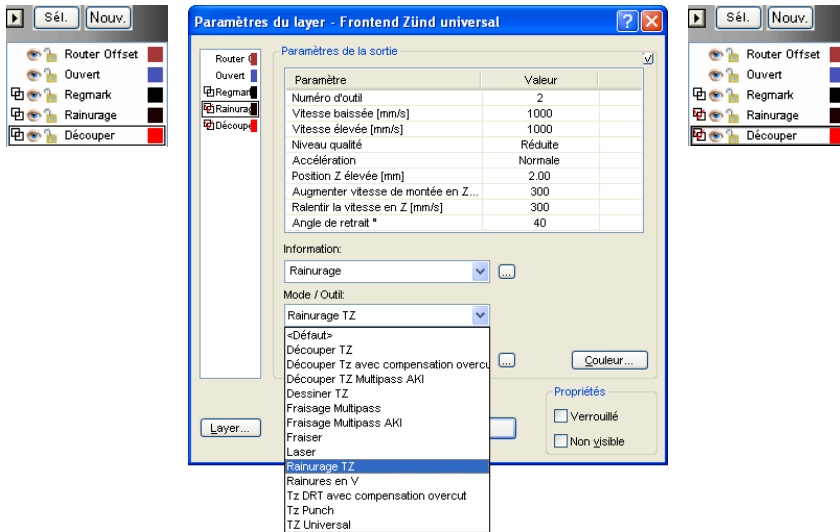 Sél. Nouv.
Router Offset
Ouvert
Regmark
Rainurage
Découper
Paramètres du layer - Frontend Zünd universal
Router
Ouvert
Regmar
Rainurag
Découpe
Paramètres de la sortie
Paramètre Valeur
Numéro d'outil 2
Vitesse baissée [mm/s] 1000
Vitesse élevée [mm/s] 1000
Niveau qualité Réduite
Accélération Normale
Position Z élevée [mm] 2.00
Augmenter vitesse de montée en Z... 300
Ralentir la vitesse en Z [mm/s] 300
Angle de retrait ° 40
Information:
Rainurage ...
Mode / Outil:
Rainurage TZ
<Défaut>
Découper TZ
Découper Tz avec compensation overcu
Découper TZ Multipass AKI
Dessiner TZ
Fraisage Multipass
Fraisage Multipass AKI
Fraiser
Laser
Rainurage TZ
Rainures en V
Tz DRT avec compensation overcut
Tz Punch
TZ Universal
... Couleur...
Propriétés
Verrouillé
Non visible
Layer...
Sél. Nouv.
Router Offset
Ouvert
Regmark
Rainurage
Découper